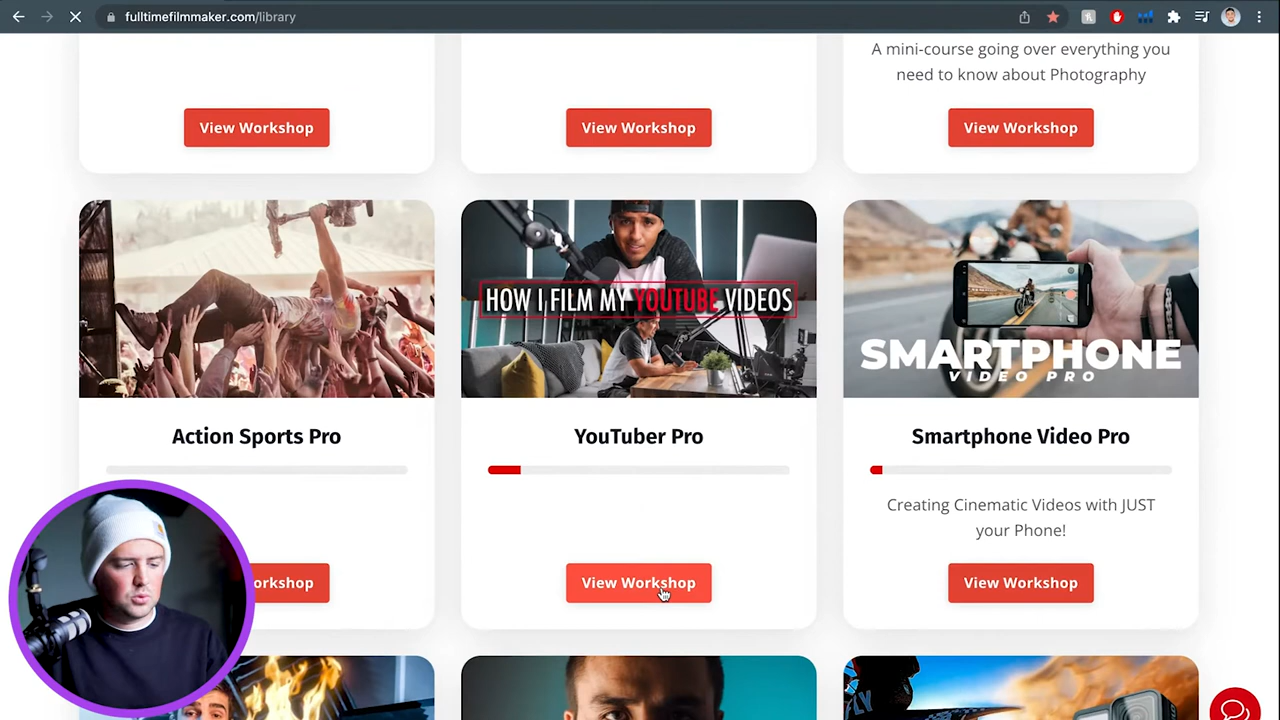 fulltimefilmmaker.com/library
A mini-course going over everything you
need to know about Photography
View Workshop
View Workshop
View Workshop
HOW I FILM MY YOUTUBE VIDEOS
SMARTPHONE
VIDEO PRO
Action Sports Pro
YouTuber Pro
Smartphone Video Pro
Creating Cinematic Videos with JUST
your Phone!
orkshop
View Workshop
View Workshop